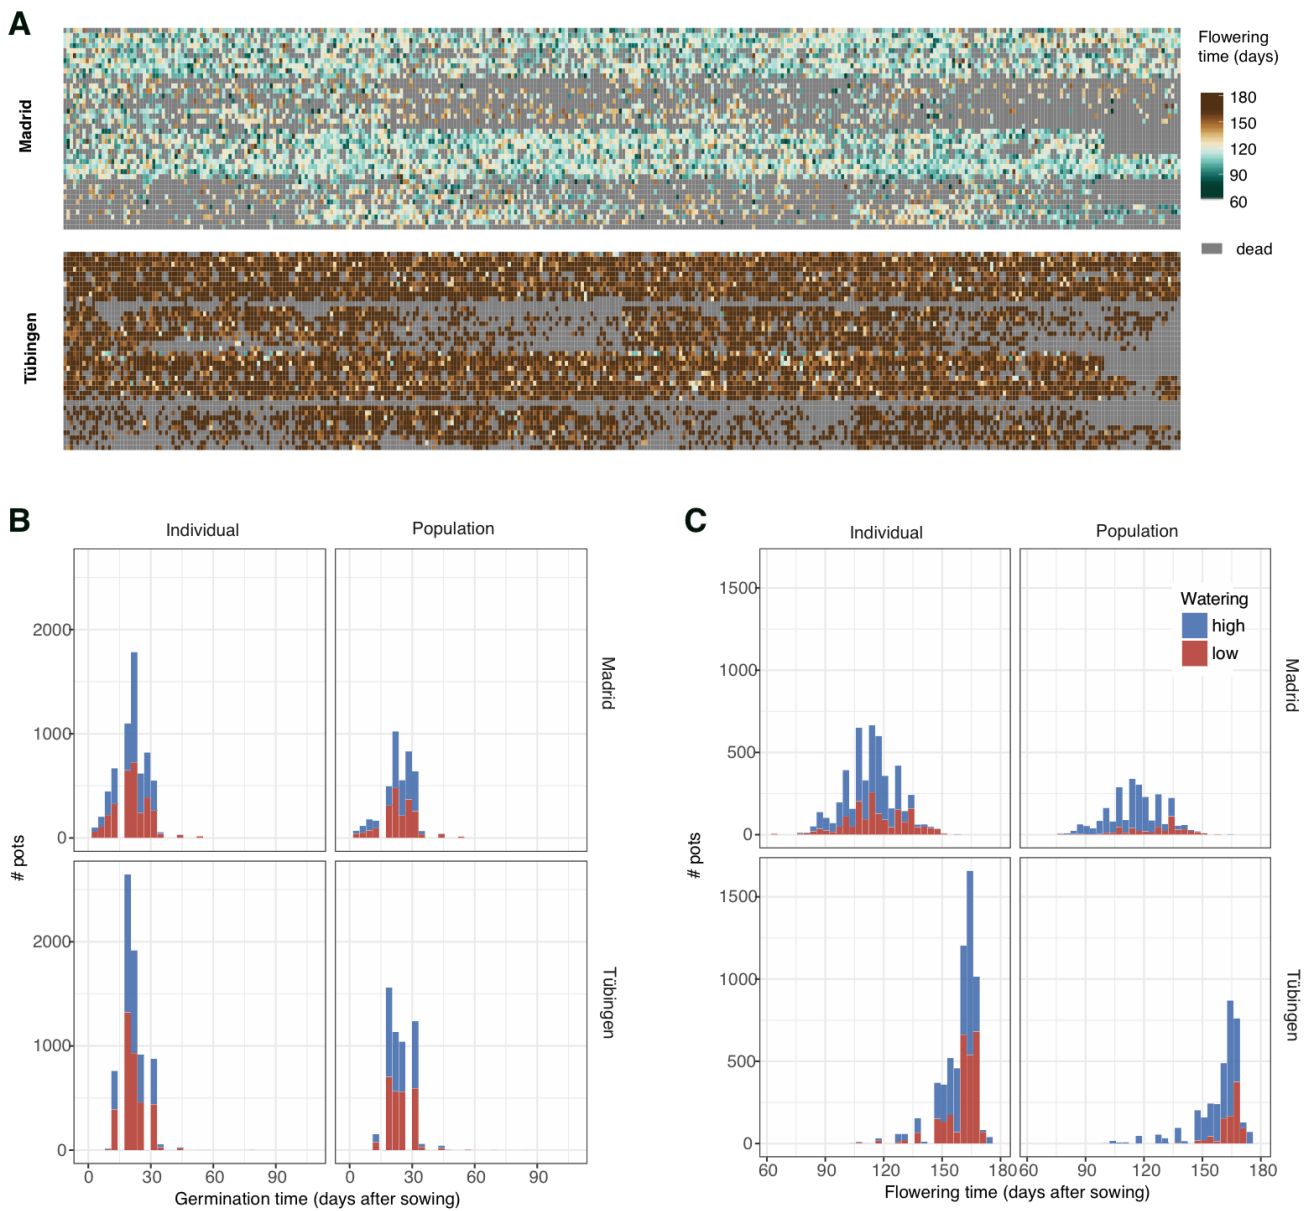 A
Madrid
Tübingen
Flowering
time (days)
180
150
120
90
60
dead
B
Individual
Population
2000
1000
0
Madrid
# pots
2000
1000
0
Tübingen
0
30
60
90
0
30
60
90
Germination time (days after sowing)
C
Individual
Population
1500
1000
500
0
Watering
high
low
Madrid
# pots
1500
1000
500
0
Tübingen
60
90
120
150
180
60
90
120
150
180
Flowering time (days after sowing)